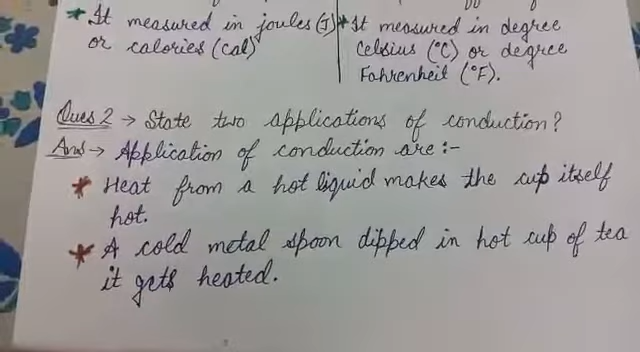 * It measured in joules (J)
or calories (cal)
* It measured in degree
Celsius (°C) or degree
Fahrenheit (°F).
Ques 2 → State two applications of conduction?
Ans → Application of conduction are :-
* Heat from a hot liquid makes the cup itself
hot.
* A cold metal spoon dipped in hot cup of tea
it gets heated.